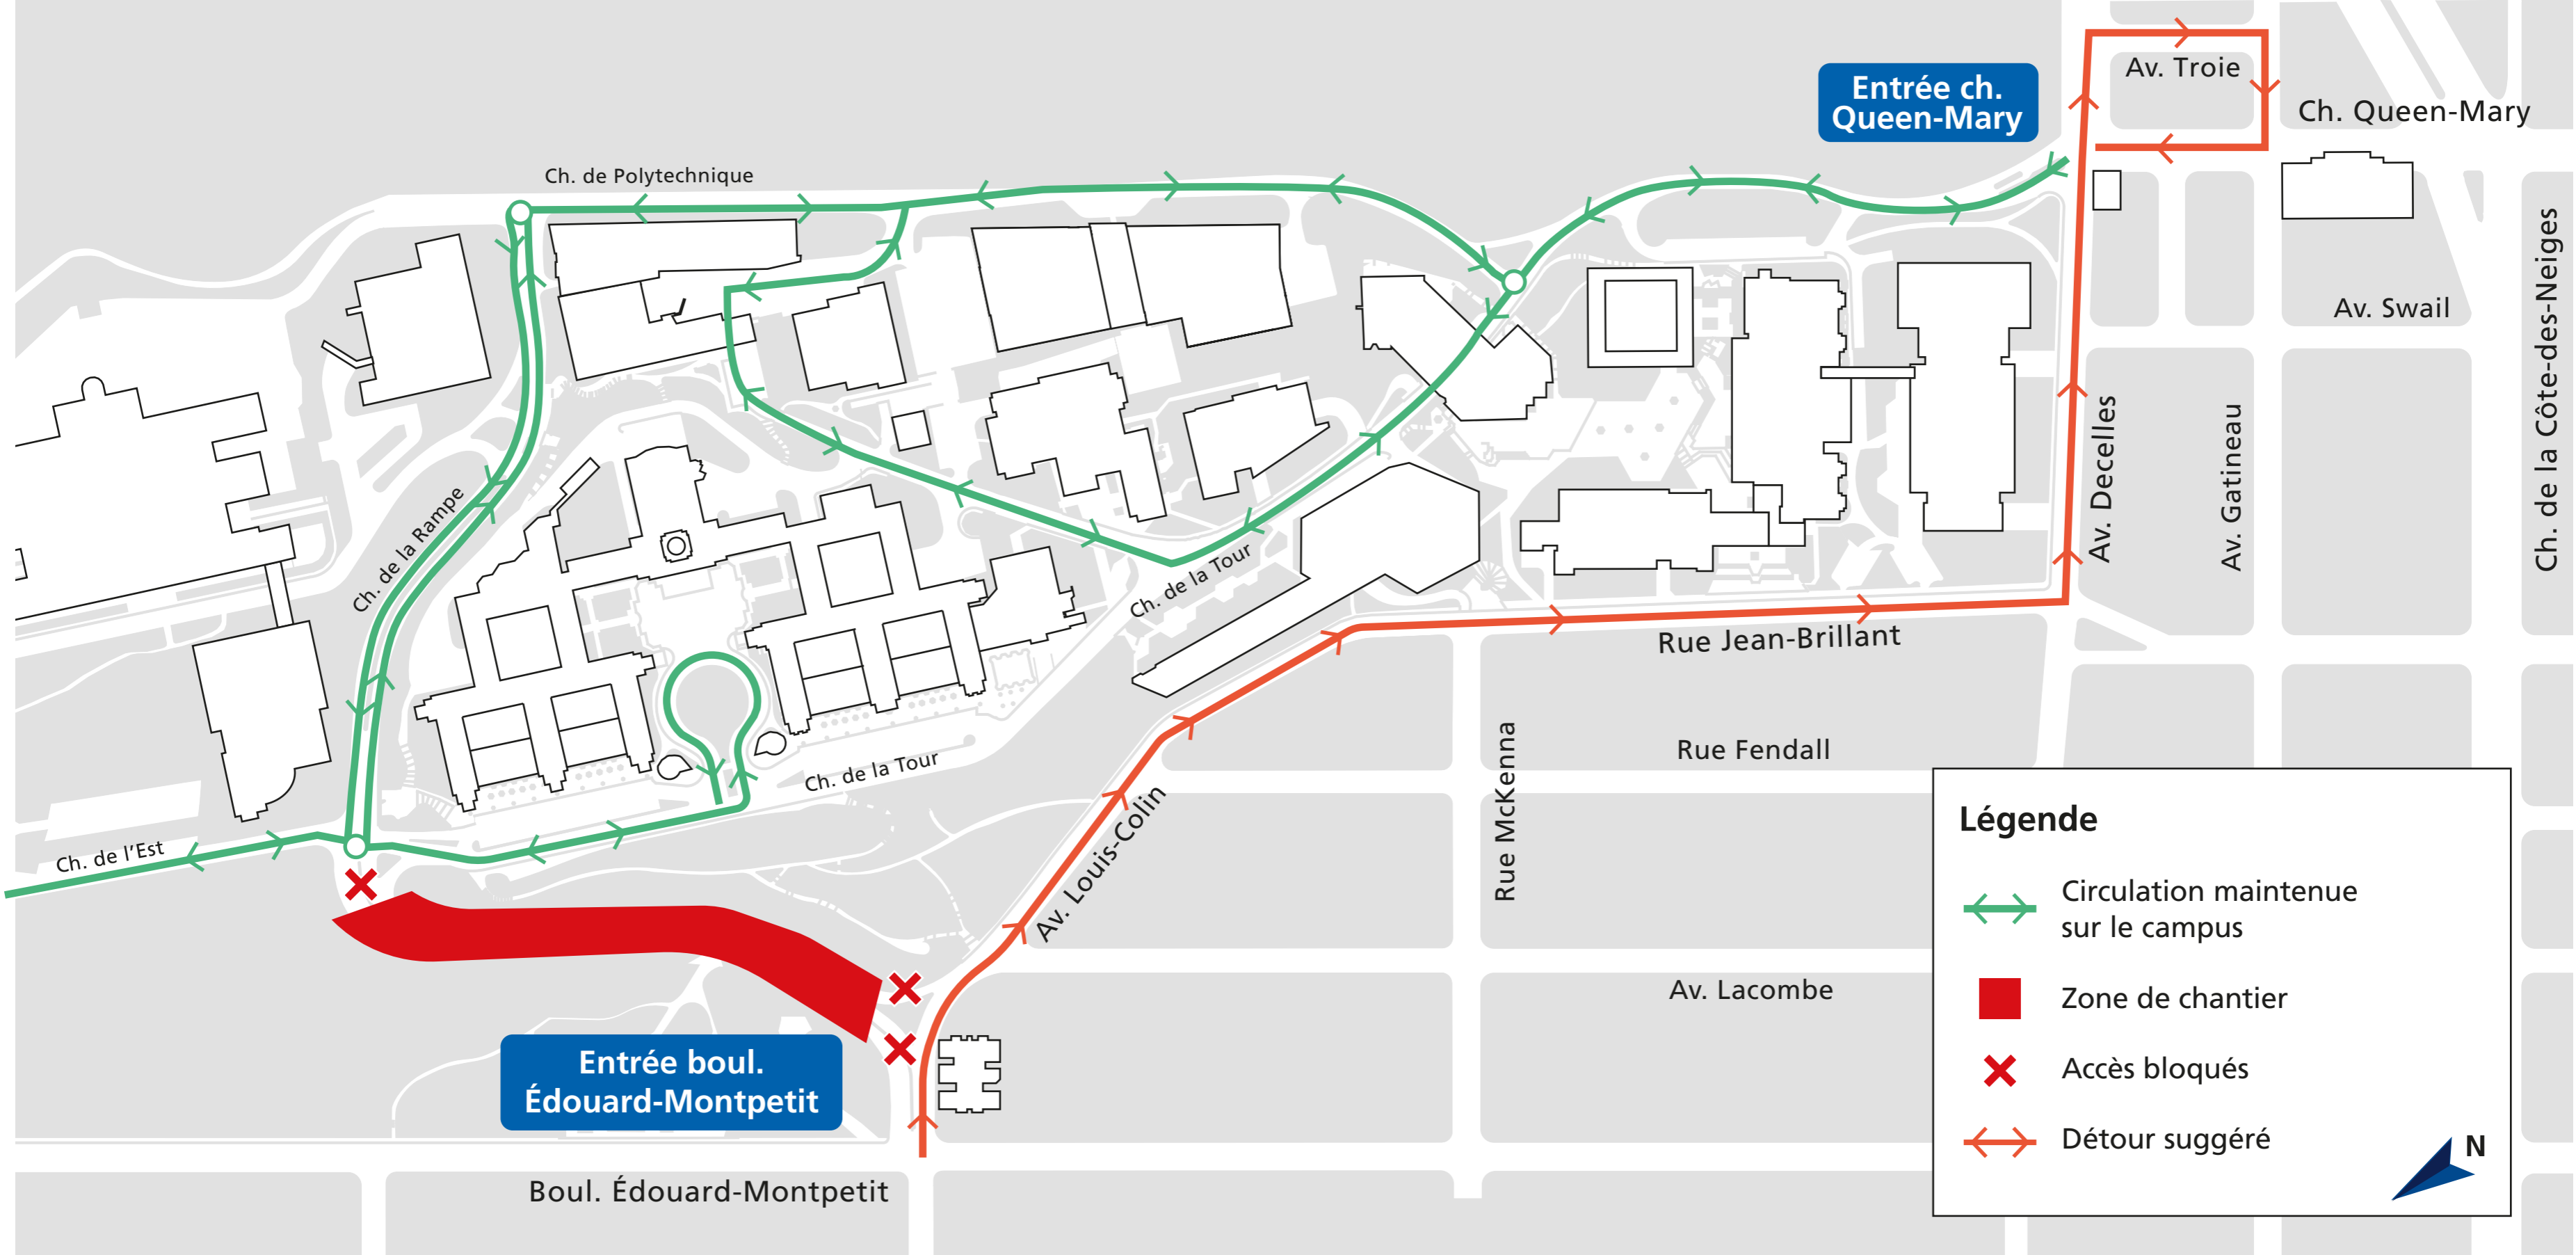 Av. Troie
Entrée ch.
Queen-Mary
Ch. Queen-Mary
Ch. de Polytechnique
Av. Swail
Ch. de la Côte-des-Neiges
Av. Decelles
Av. Gatineau
Ch. de la Rampe
Ch. de la Tour
Rue Jean-Brillant
Rue Fendall
Rue McKenna
Ch. de la Tour
Av. Louis-Colin
Ch. de l'Est
Av. Lacombe
Entrée boul.
Édouard-Montpetit
Boul. Édouard-Montpetit
Légende
Circulation maintenue
sur le campus
Zone de chantier
Accès bloqués
Détour suggéré
N